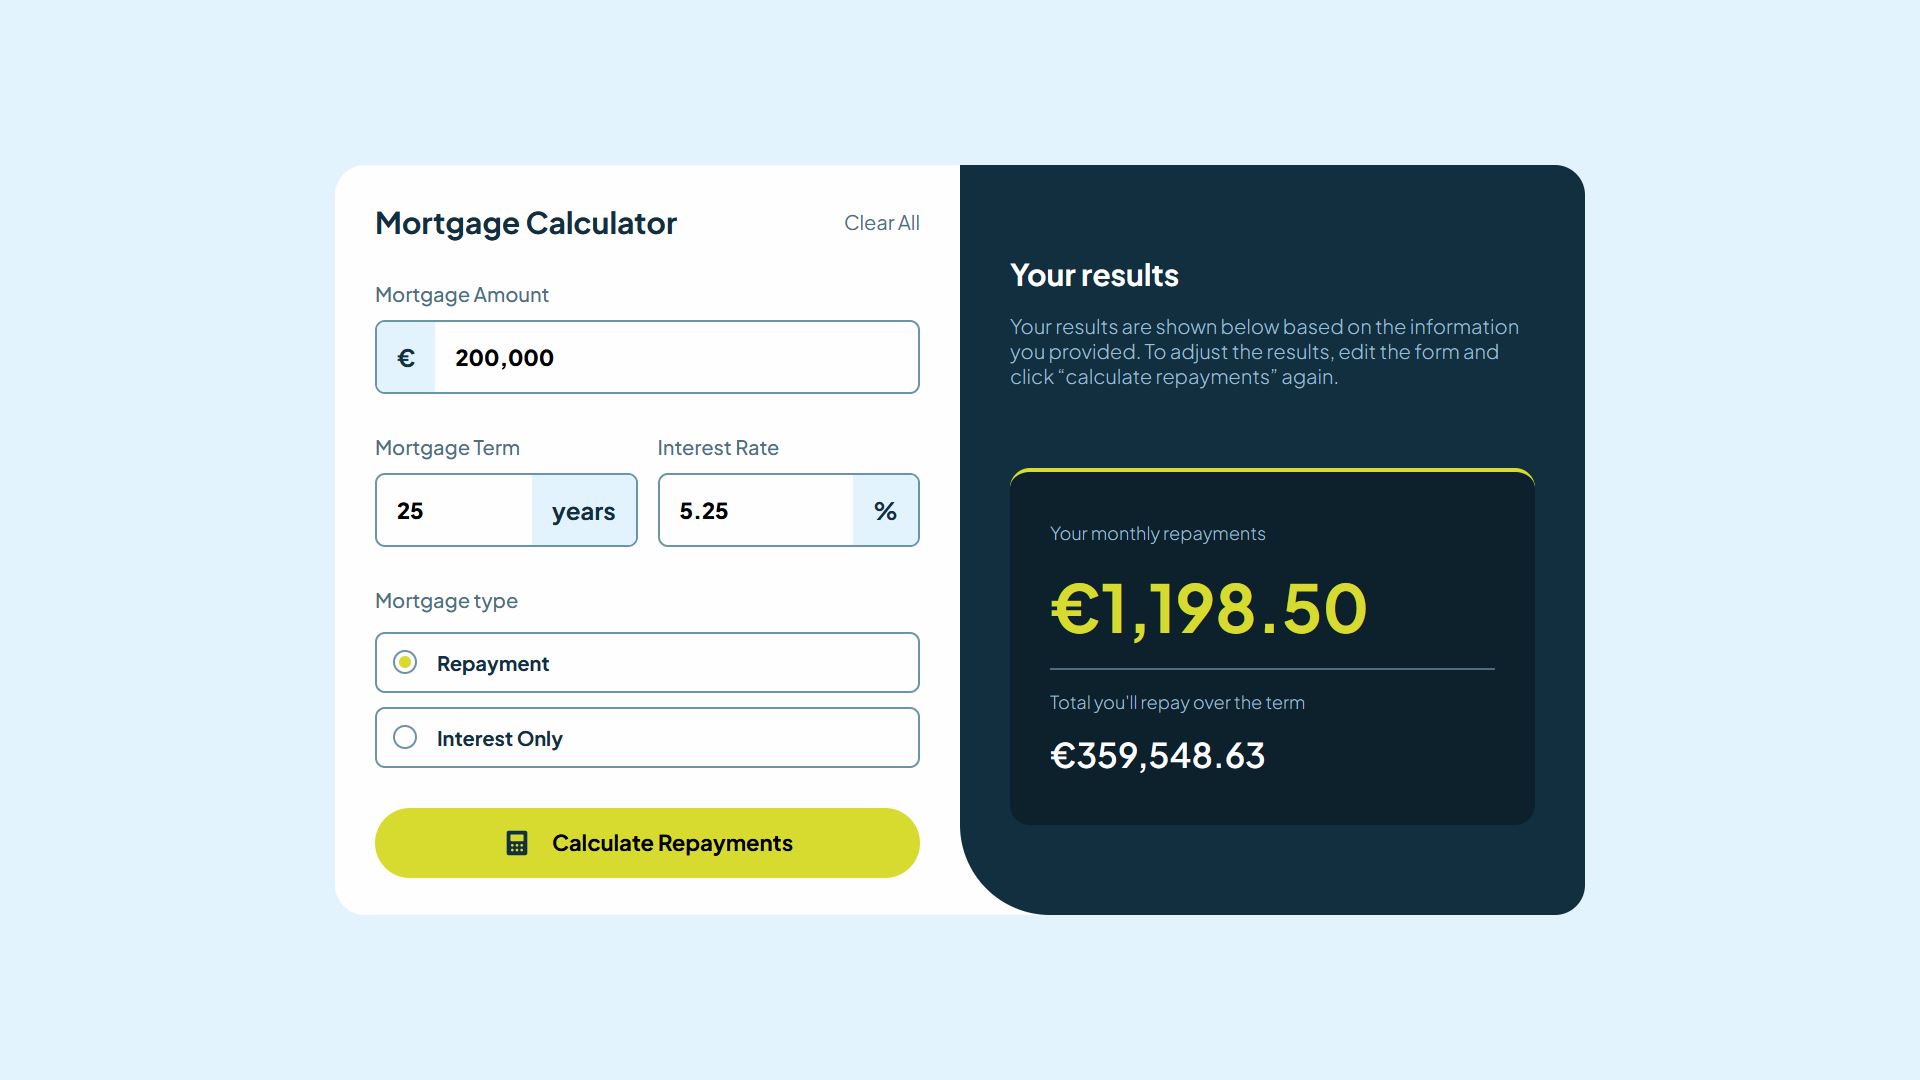 Mortgage Calculator
Clear All
Mortgage Amount
€ 200,000
Mortgage Term
25 years
Interest Rate
5.25 %
Mortgage type
Repayment
Interest Only
Calculate Repayments
Your results
Your results are shown below based on the information
you provided. To adjust the results, edit the form and
click “calculate repayments” again.
Your monthly repayments
€1,198.50
Total you'll repay over the term
€359,548.63